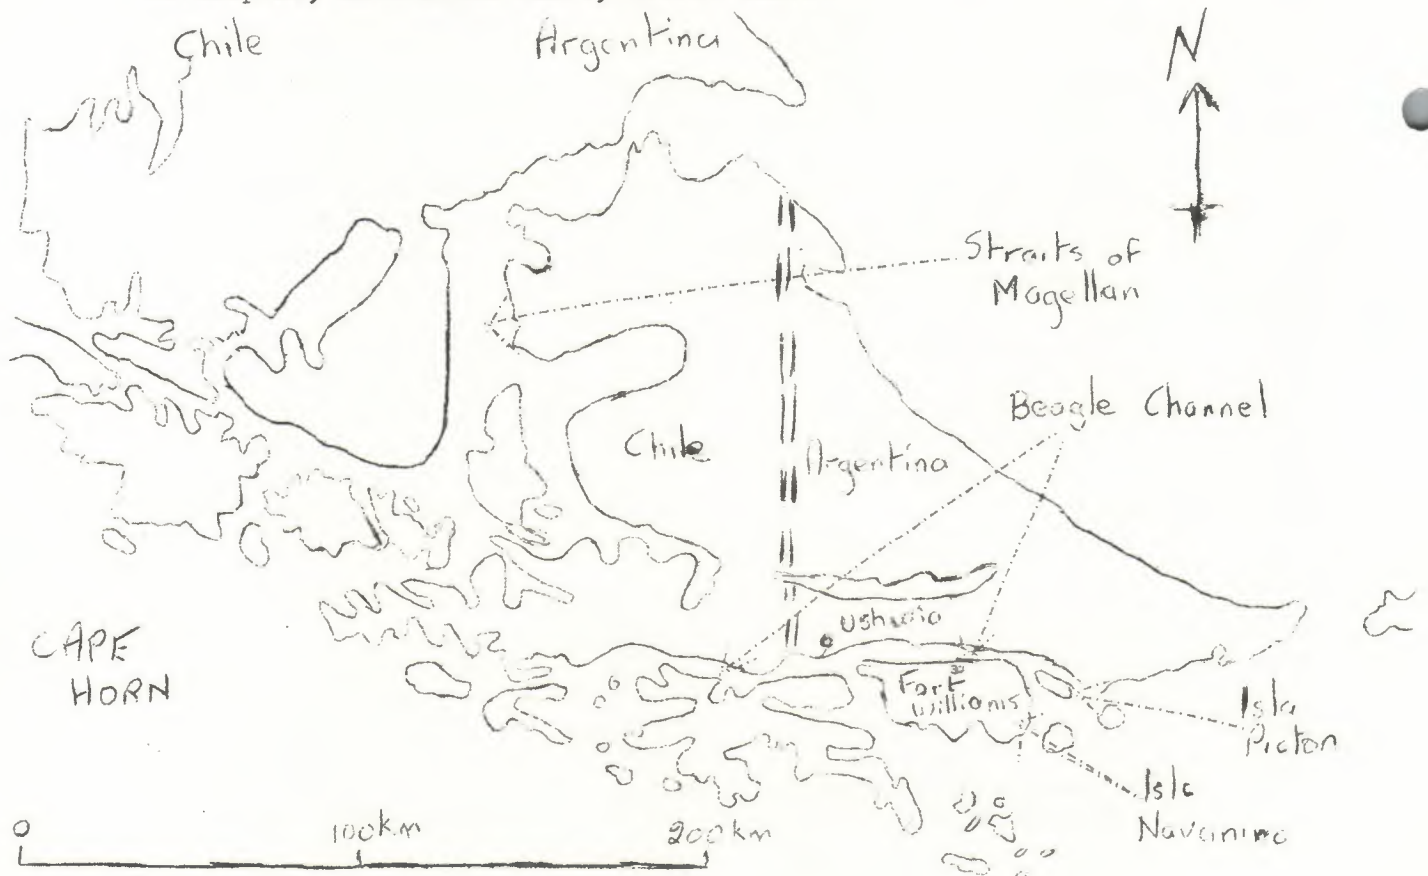 Chile
Argentina
N
Straits of
Magellan
Beagle Channel
Chile
Argentina
Ushuaia
CAPE
HORN
Fort
Williams
Isla
Picton
Isla
Navanino
0
100km
200km